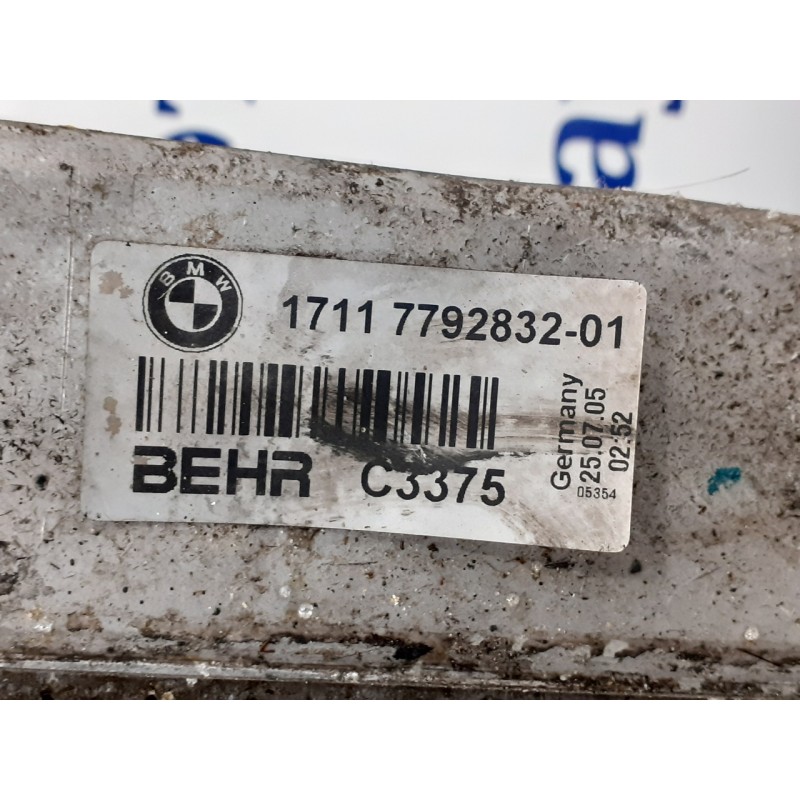 BMW
1711 7792832-01
BEHR C3375
Germany
25.07.05
02:52
05354
a